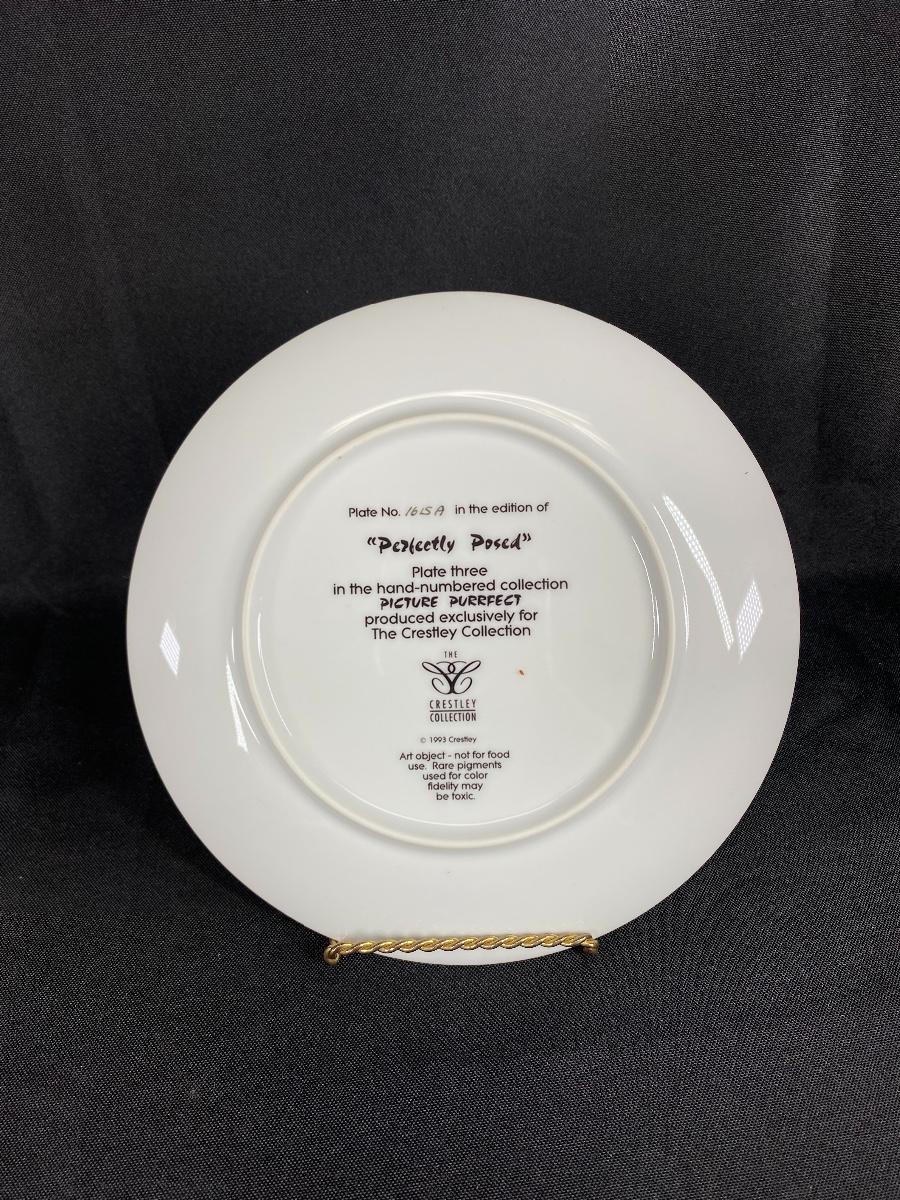 Plate No. 1615A in the edition of
"Perfectly Posed"
Plate three
in the hand-numbered collection
PICTURE PURRFECT
produced exclusively for
The Crestley Collection
THE
CRESTLEY
COLLECTION
© 1993 Crestley
Art object - not for food
use. Rare pigments
used for color
fidelity may
be toxic.